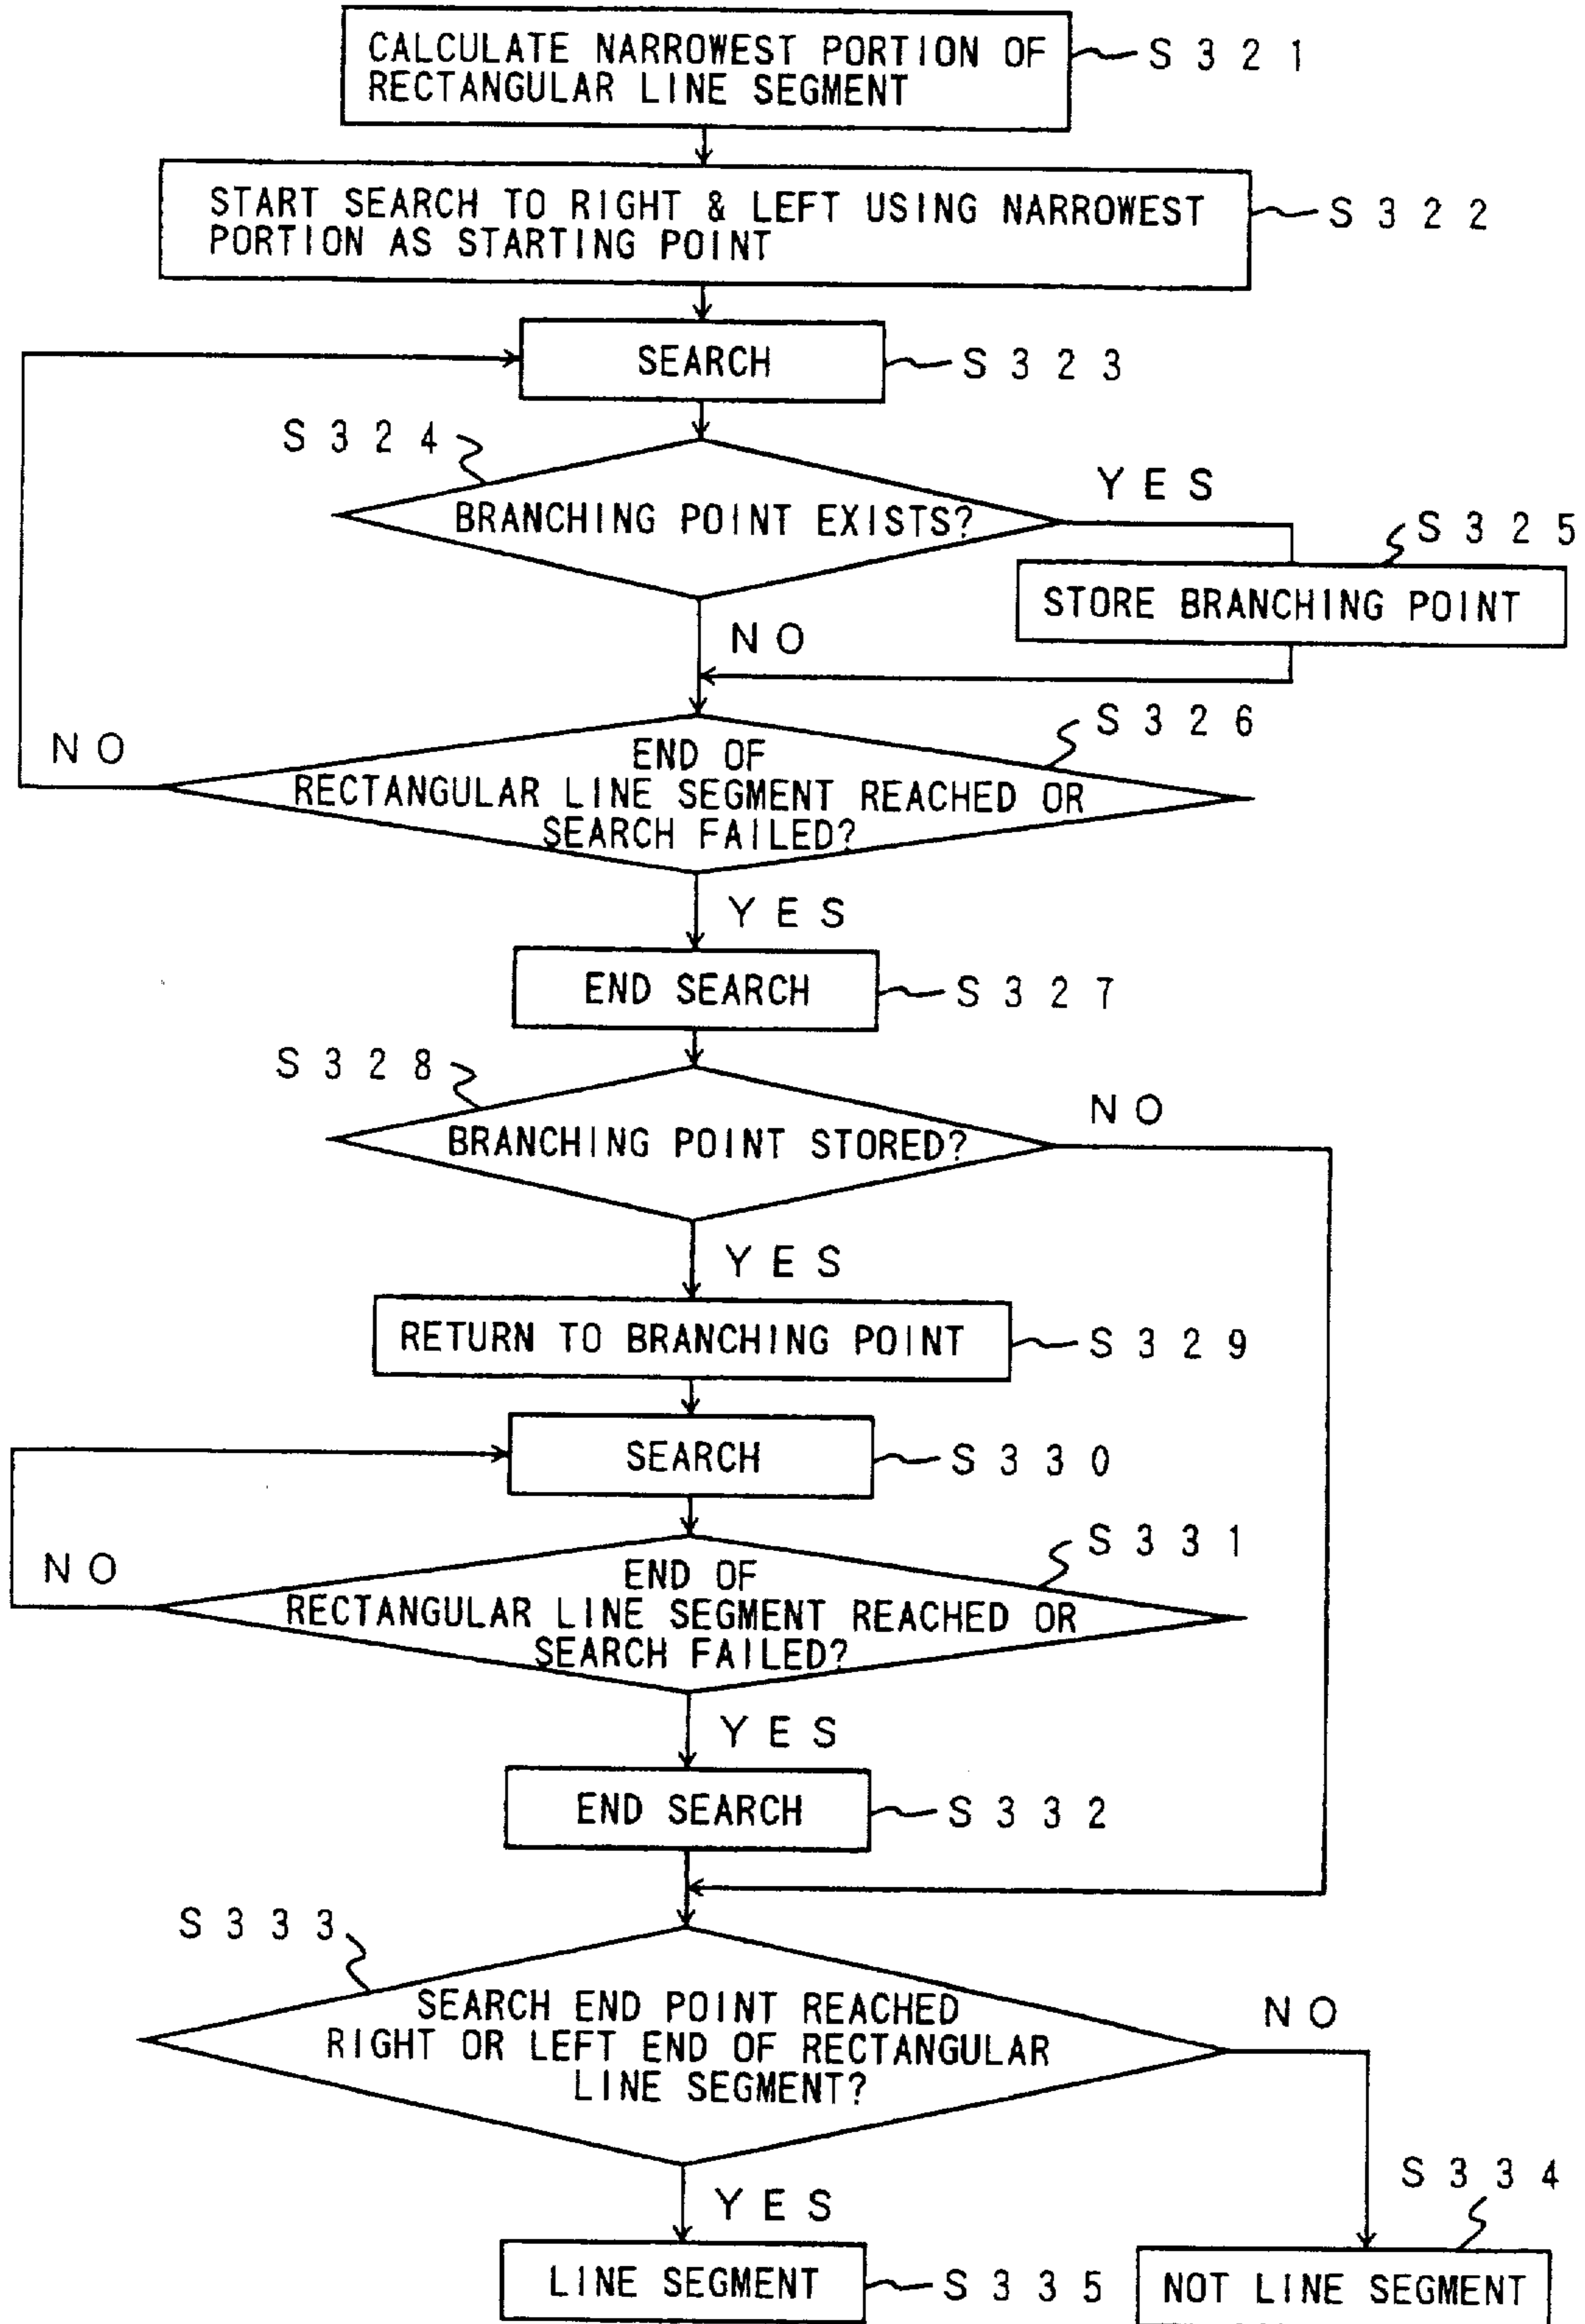 CALCULATE NARROWEST PORTION OF
RECTANGULAR LINE SEGMENT
S321
START SEARCH TO RIGHT & LEFT USING NARROWEST
PORTION AS STARTING POINT
S322
SEARCH
S323
S324
BRANCHING POINT EXISTS?
YES
S325
STORE BRANCHING POINT
NO
S326
END OF
RECTANGULAR LINE SEGMENT REACHED OR
SEARCH FAILED?
NO
YES
END SEARCH
S327
S328
BRANCHING POINT STORED?
NO
YES
RETURN TO BRANCHING POINT
S329
SEARCH
S330
S331
END OF
RECTANGULAR LINE SEGMENT REACHED OR
SEARCH FAILED?
NO
YES
END SEARCH
S332
S333
SEARCH END POINT REACHED
RIGHT OR LEFT END OF RECTANGULAR
LINE SEGMENT?
NO
YES
S334
LINE SEGMENT
S335
NOT LINE SEGMENT